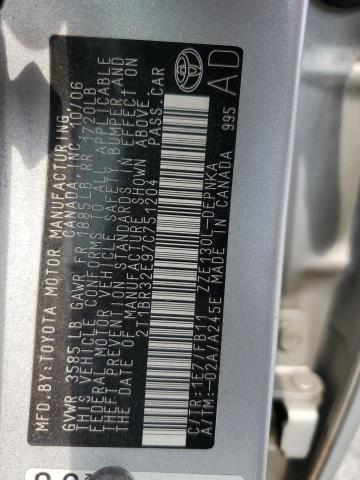 MFD.BY:TOYOTA MOTOR MANUFACTURING,
CANADA, INC. 10/06
GVWR 3585LB GAWR FR 1885LB RR 1720LB
THIS VEHICLE CONFORMS TO ALL APPLICABLE
FEDERAL MOTOR VEHICLE SAFETY, BUMPER,AND
THEFT PREVENTION STANDARDS IN EFFECT ON
THE DATE OF MANUFACTURE SHOWN ABOVE.
2T1BR32E97C751204 PASS.CAR
C/TR:1F7/FB11 ZZE130L-DEPNKA
A/TM:-02A/A245E MADE IN CANADA 995
TOYOTA
AD